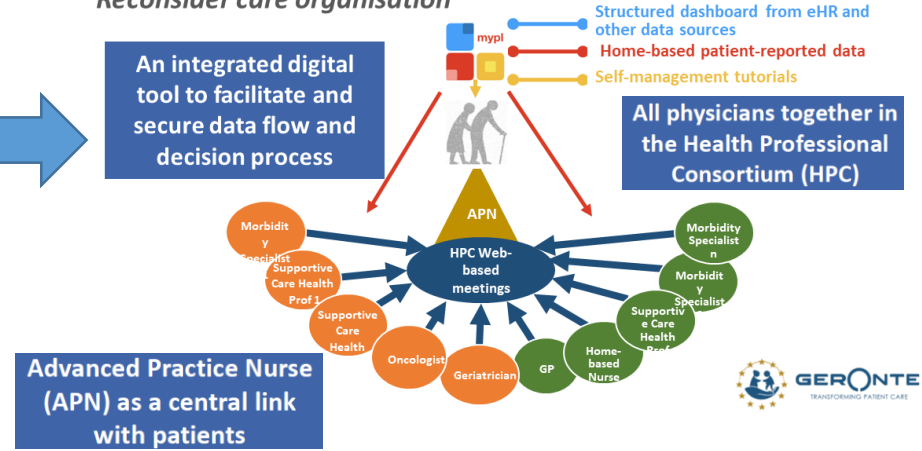 Reconsider care organisation
Structured dashboard from eHR and
other data sources
mypl
Home-based patient-reported data
Self-management tutorials
An integrated digital
tool to facilitate and
secure data flow and
decision process
All physicians together in
the Health Professional
Consortium (HPC)
APN
HPC Web-
based
meetings
Morbidit
y
Specialist
Supportive
Care Health
Prof 1
Supportive
Care
Health
Oncologist
Geriatrician
GP
Home-
based
Nurse
Supportiv
e Care
Health
Prof
Morbidit
y
Specialist
Morbidity
Specialist
n
Advanced Practice Nurse
(APN) as a central link
with patients
GERONTE
TRANSFORMING PATIENT CARE